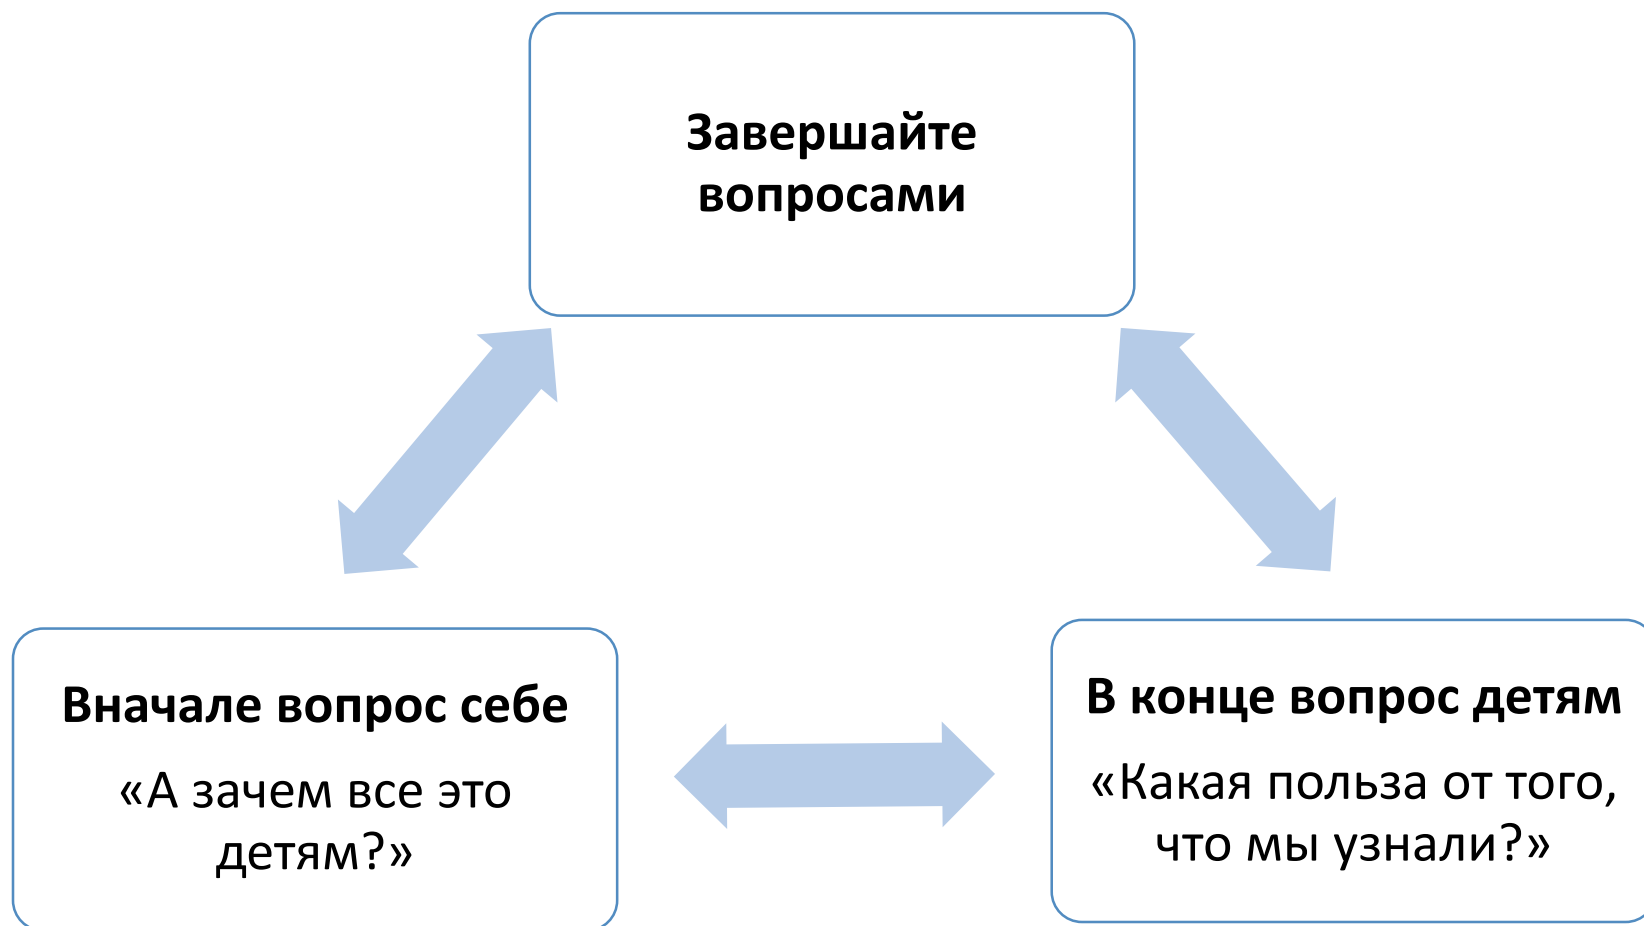 Завершайте
вопросами
Вначале вопрос себе
«А зачем все это
детям?»
В конце вопрос детям
«Какая польза от того,
что мы узнали?»